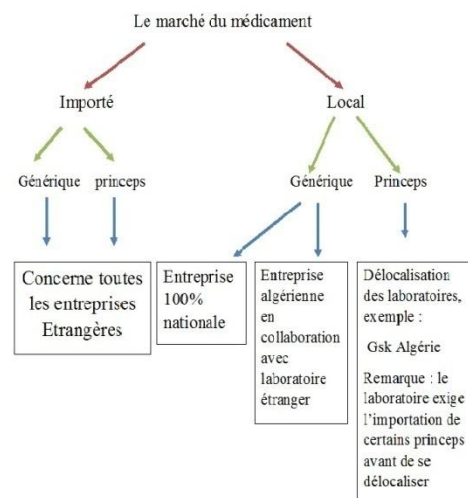 Le marché du médicament
Importé
Local
Générique
princeps
Générique
Princeps
Concerne toutes
les entreprises
Etrangères
Entreprise
100%
nationale
Entreprise
algérienne
en
collaboration
avec
laboratoire
étranger
Délocalisation
des laboratoires,
exemple :
Gsk Algérie
Remarque : le
laboratoire exige
l'importation de
certains princeps
avant de se
délocaliser